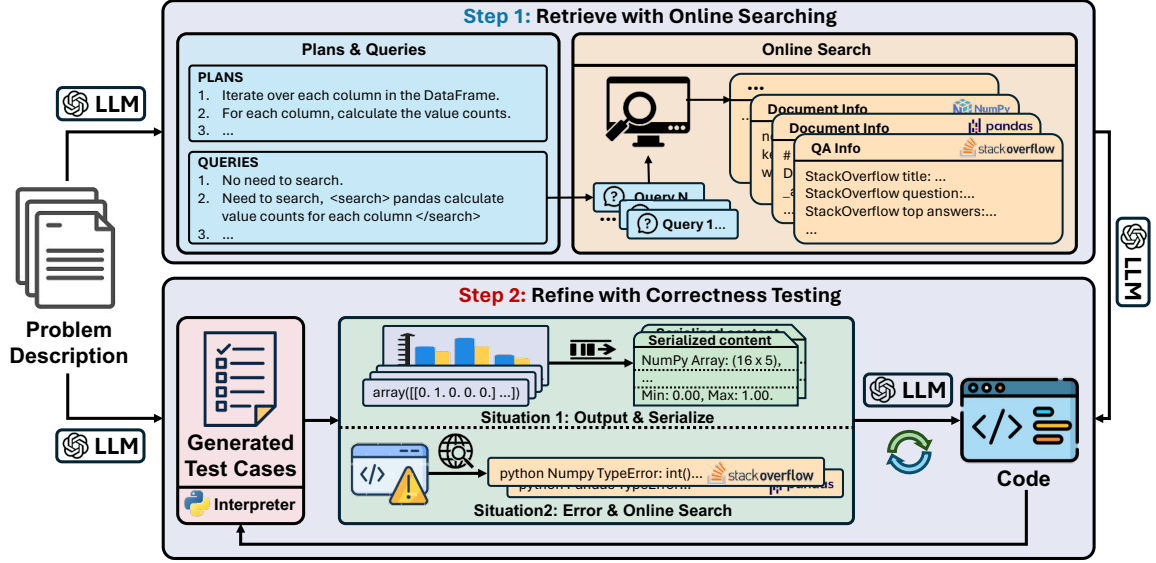 Step 1: Retrieve with Online Searching
Plans & Queries
PLANS
1. Iterate over each column in the DataFrame.
2. For each column, calculate the value counts.
3. ...
QUERIES
1. No need to search.
2. Need to search, <search> pandas calculate
value counts for each column </search>
3. ...
Online Search
...
Document Info
NumPy
Document Info
pandas
QA Info
stackoverflow
StackOverflow title: ...
StackOverflow question:...
StackOverflow top answers:...
...
Query N
...
Query 1...
LLM
LLM
Problem
Description
LLM
Step 2: Refine with Correctness Testing
Generated
Test Cases
Interpreter
array([[0. 1. 0. 0. 0.] ...])
Serialized content
Serialized content
NumPy Array: (16 x 5),
...
Min: 0.00, Max: 1.00.
Situation 1: Output & Serialize
python Numpy TypeError: int()...
stackoverflow
python Pandas TypeError...
pandas
Situation2: Error & Online Search
LLM
Code